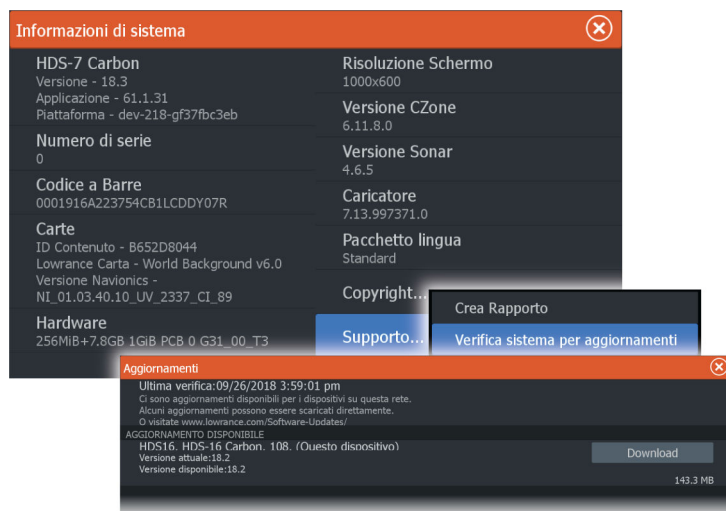 Informazioni di sistema
HDS-7 Carbon
Versione - 18.3
Applicazione - 61.1.31
Piattaforma - dev-218-gf37fbc3eb
Numero di serie
0
Codice a Barre
0001916A223754CB1LCDDY07R
Carte
ID Contenuto - B652D8044
Lowrance Carta - World Background v6.0
Versione Navionics -
NI_01.03.40.10_UV_2337_CI_89
Hardware
256MiB+7.8GB 1GiB PCB 0 G31_00_T3
Risoluzione Schermo
1000x600
Versione CZone
6.11.8.0
Versione Sonar
4.6.5
Caricatore
7.13.997371.0
Pacchetto lingua
Standard
Copyright...
Supporto...
Crea Rapporto
Verifica sistema per aggiornamenti
Aggiornamenti
Ultima verifica:09/26/2018 3:59:01 pm
Ci sono aggiornamenti disponibili per i dispositivi su questa rete.
Alcuni aggiornamenti possono essere scaricati direttamente.
O visitate www.lowrance.com/Software-Updates/
AGGIORNAMENTO DISPONIBILE
HDS16, HDS-16 Carbon, 108, (Questo dispositivo)
Versione attuale:18.2
Versione disponibile:18.2
Download
143.3 MB